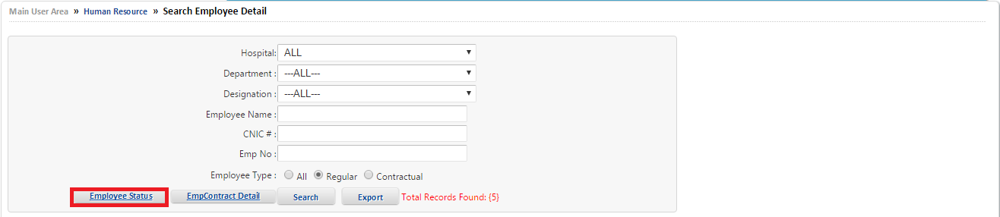 Main User Area » Human Resource » Search Employee Detail
Hospital: ALL
Department : ---ALL---
Designation : ---ALL---
Employee Name :
CNIC # :
Emp No :
Employee Type : All Regular Contractual
Employee Status EmpContract Detail Search Export Total Records Found: {5}